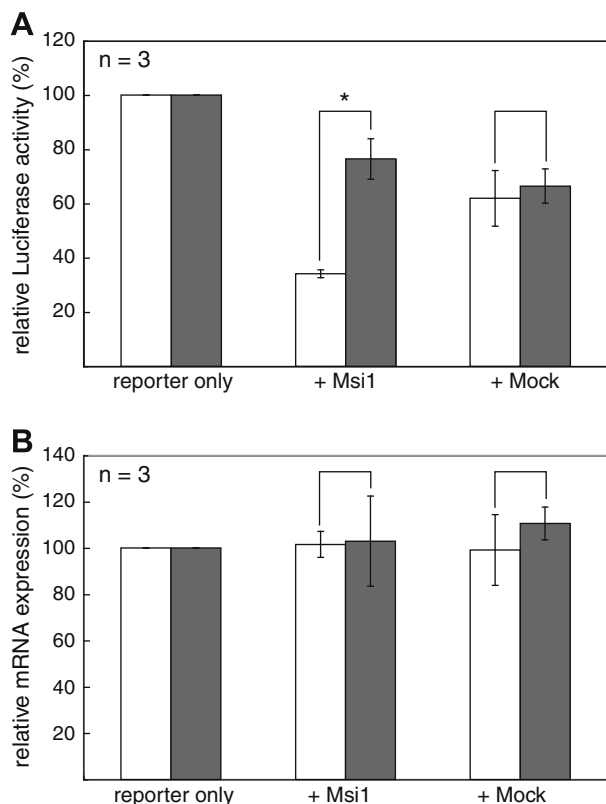 A
relative Luciferase activity (%)
n = 3
120
100
80
60
40
20
*
reporter only
+ Msi1
+ Mock
B
relative mRNA expression (%)
n = 3
140
120
100
80
60
40
20
reporter only
+ Msi1
+ Mock